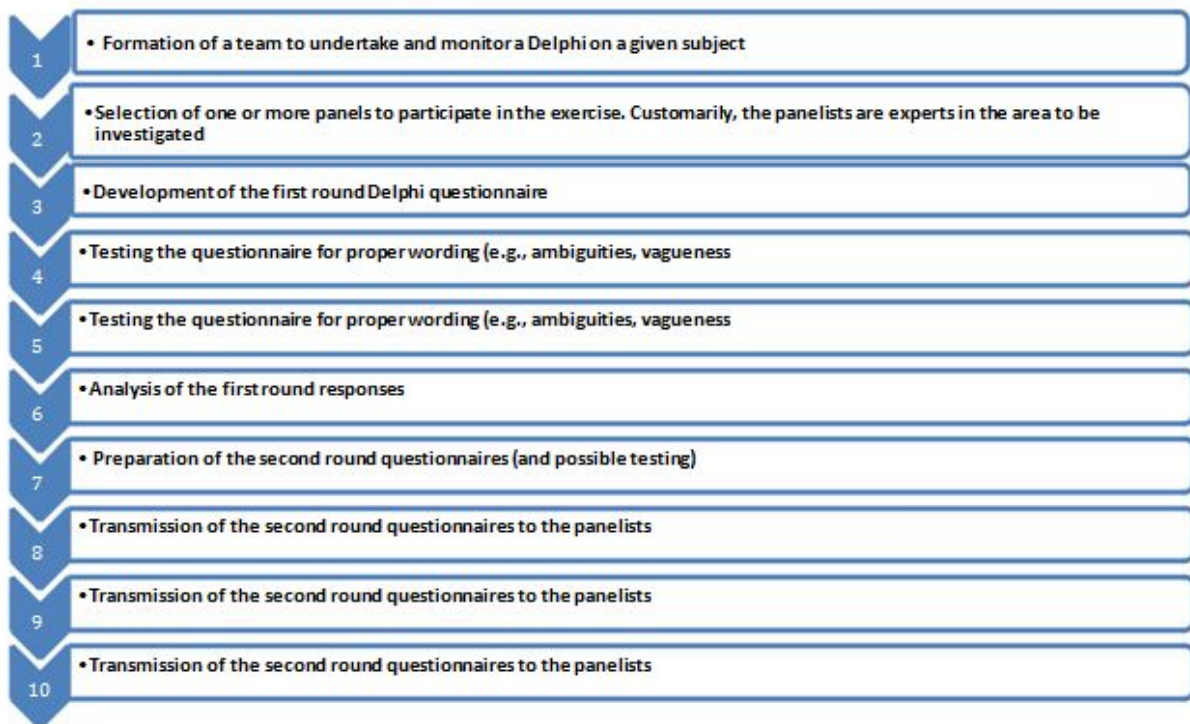 1
• Formation of a team to undertake and monitor a Delphi on a given subject
2
•Selection of one or more panels to participate in the exercise. Customarily, the panelists are experts in the area to be
investigated
3
•Development of the first round Delphi questionnaire
4
•Testing the questionnaire for proper wording (e.g., ambiguities, vagueness
5
•Testing the questionnaire for proper wording (e.g., ambiguities, vagueness
6
•Analysis of the first round responses
7
• Preparation of the second round questionnaires (and possible testing)
8
•Transmission of the second round questionnaires to the panelists
9
•Transmission of the second round questionnaires to the panelists
10
•Transmission of the second round questionnaires to the panelists